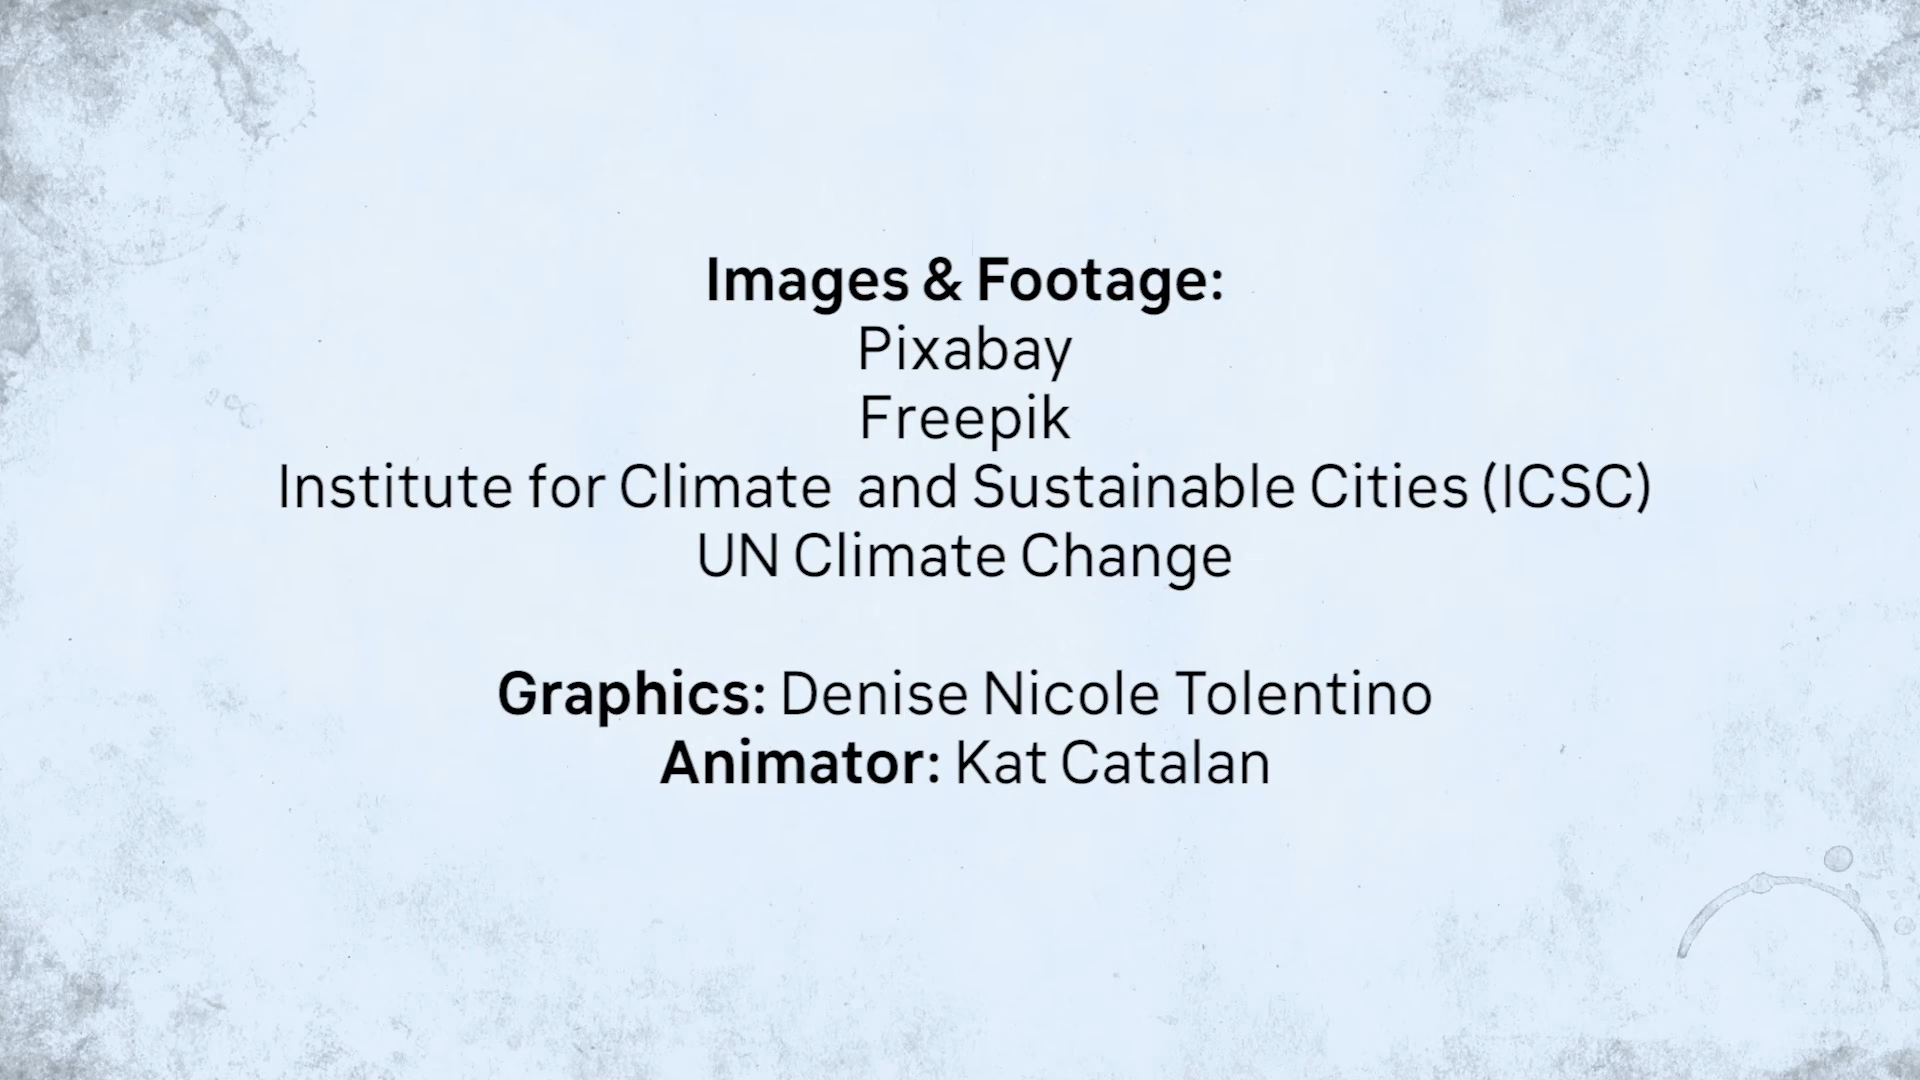 Images & Footage:
Pixabay
Freepik
Institute for Climate  and Sustainable Cities (ICSC)
UN Climate Change
Graphics: Denise Nicole Tolentino
Animator: Kat Catalan